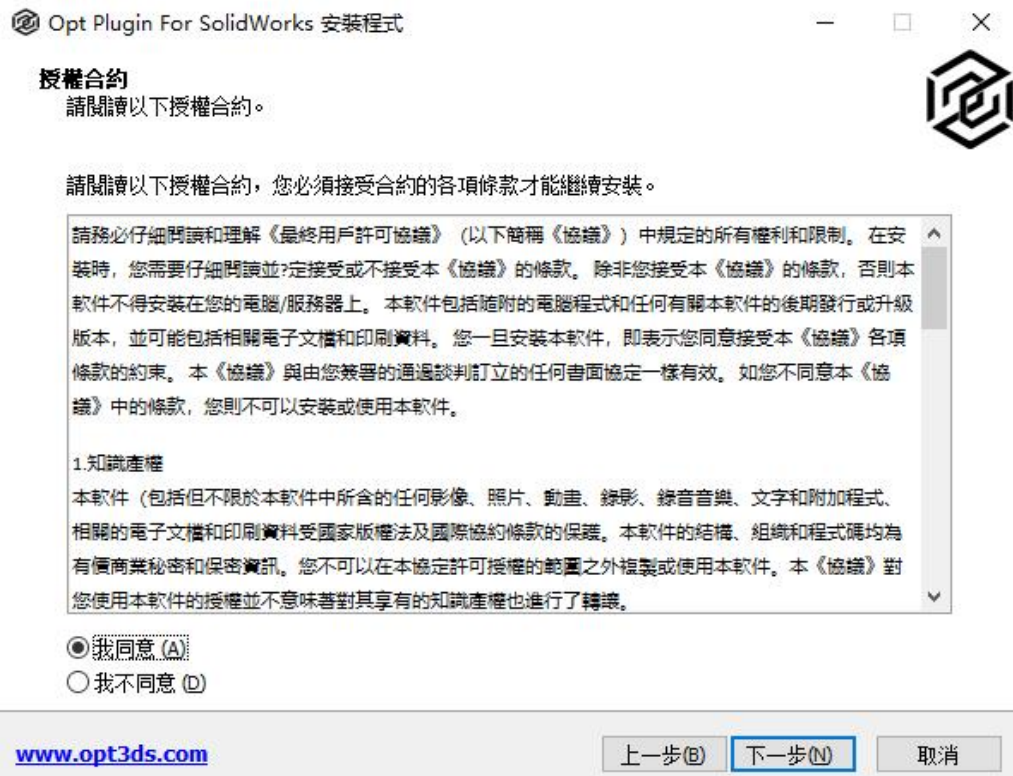 Opt Plugin For SolidWorks 安裝程式
授權合約
請閱讀以下授權合約。
請閱讀以下授權合約，您必須接受合約的各項條款才能繼續安裝。
請務必仔細閱讀和理解《最終用戶許可協議》（以下簡稱《協議》）中規定的所有權利和限制。 在安
裝時，您需要仔細閱讀並?定接受或不接受本《協議》的條款。 除非您接受本《協議》的條款，否則本
軟件不得安裝在您的電腦/服務器上。 本軟件包括随附的電腦程式和任何有關本軟件的後期發行或升級
版本，並可能包括相關電子文檔和印刷資料。 您一旦安裝本軟件，即表示您同意接受本《協議》各項
條款的約束。 本《協議》與由您簽署的通過談判訂立的任何書面協定一樣有效。 如您不同意本《協
議》中的條款，您則不可以安裝或使用本軟件。
1.知識產權
本軟件（包括但不限於本軟件中所含的任何影像、照片、動畫、錄影、錄音音樂、文字和附加程式、
相關的電子文檔和印刷資料受國家版權法及國際協約條款的保護。本軟件的結構、組織和程式碼均為
有價商業秘密和保密資訊。您不可以在本協定許可授權的範圍之外複製或使用本軟件。本《協議》對
您使用本軟件的授權並不意味著對其享有的知識產權也進行了轉讓。
我同意 (A)
我不同意 (D)
www.opt3ds.com
上一步(B)
下一步(N)
取消